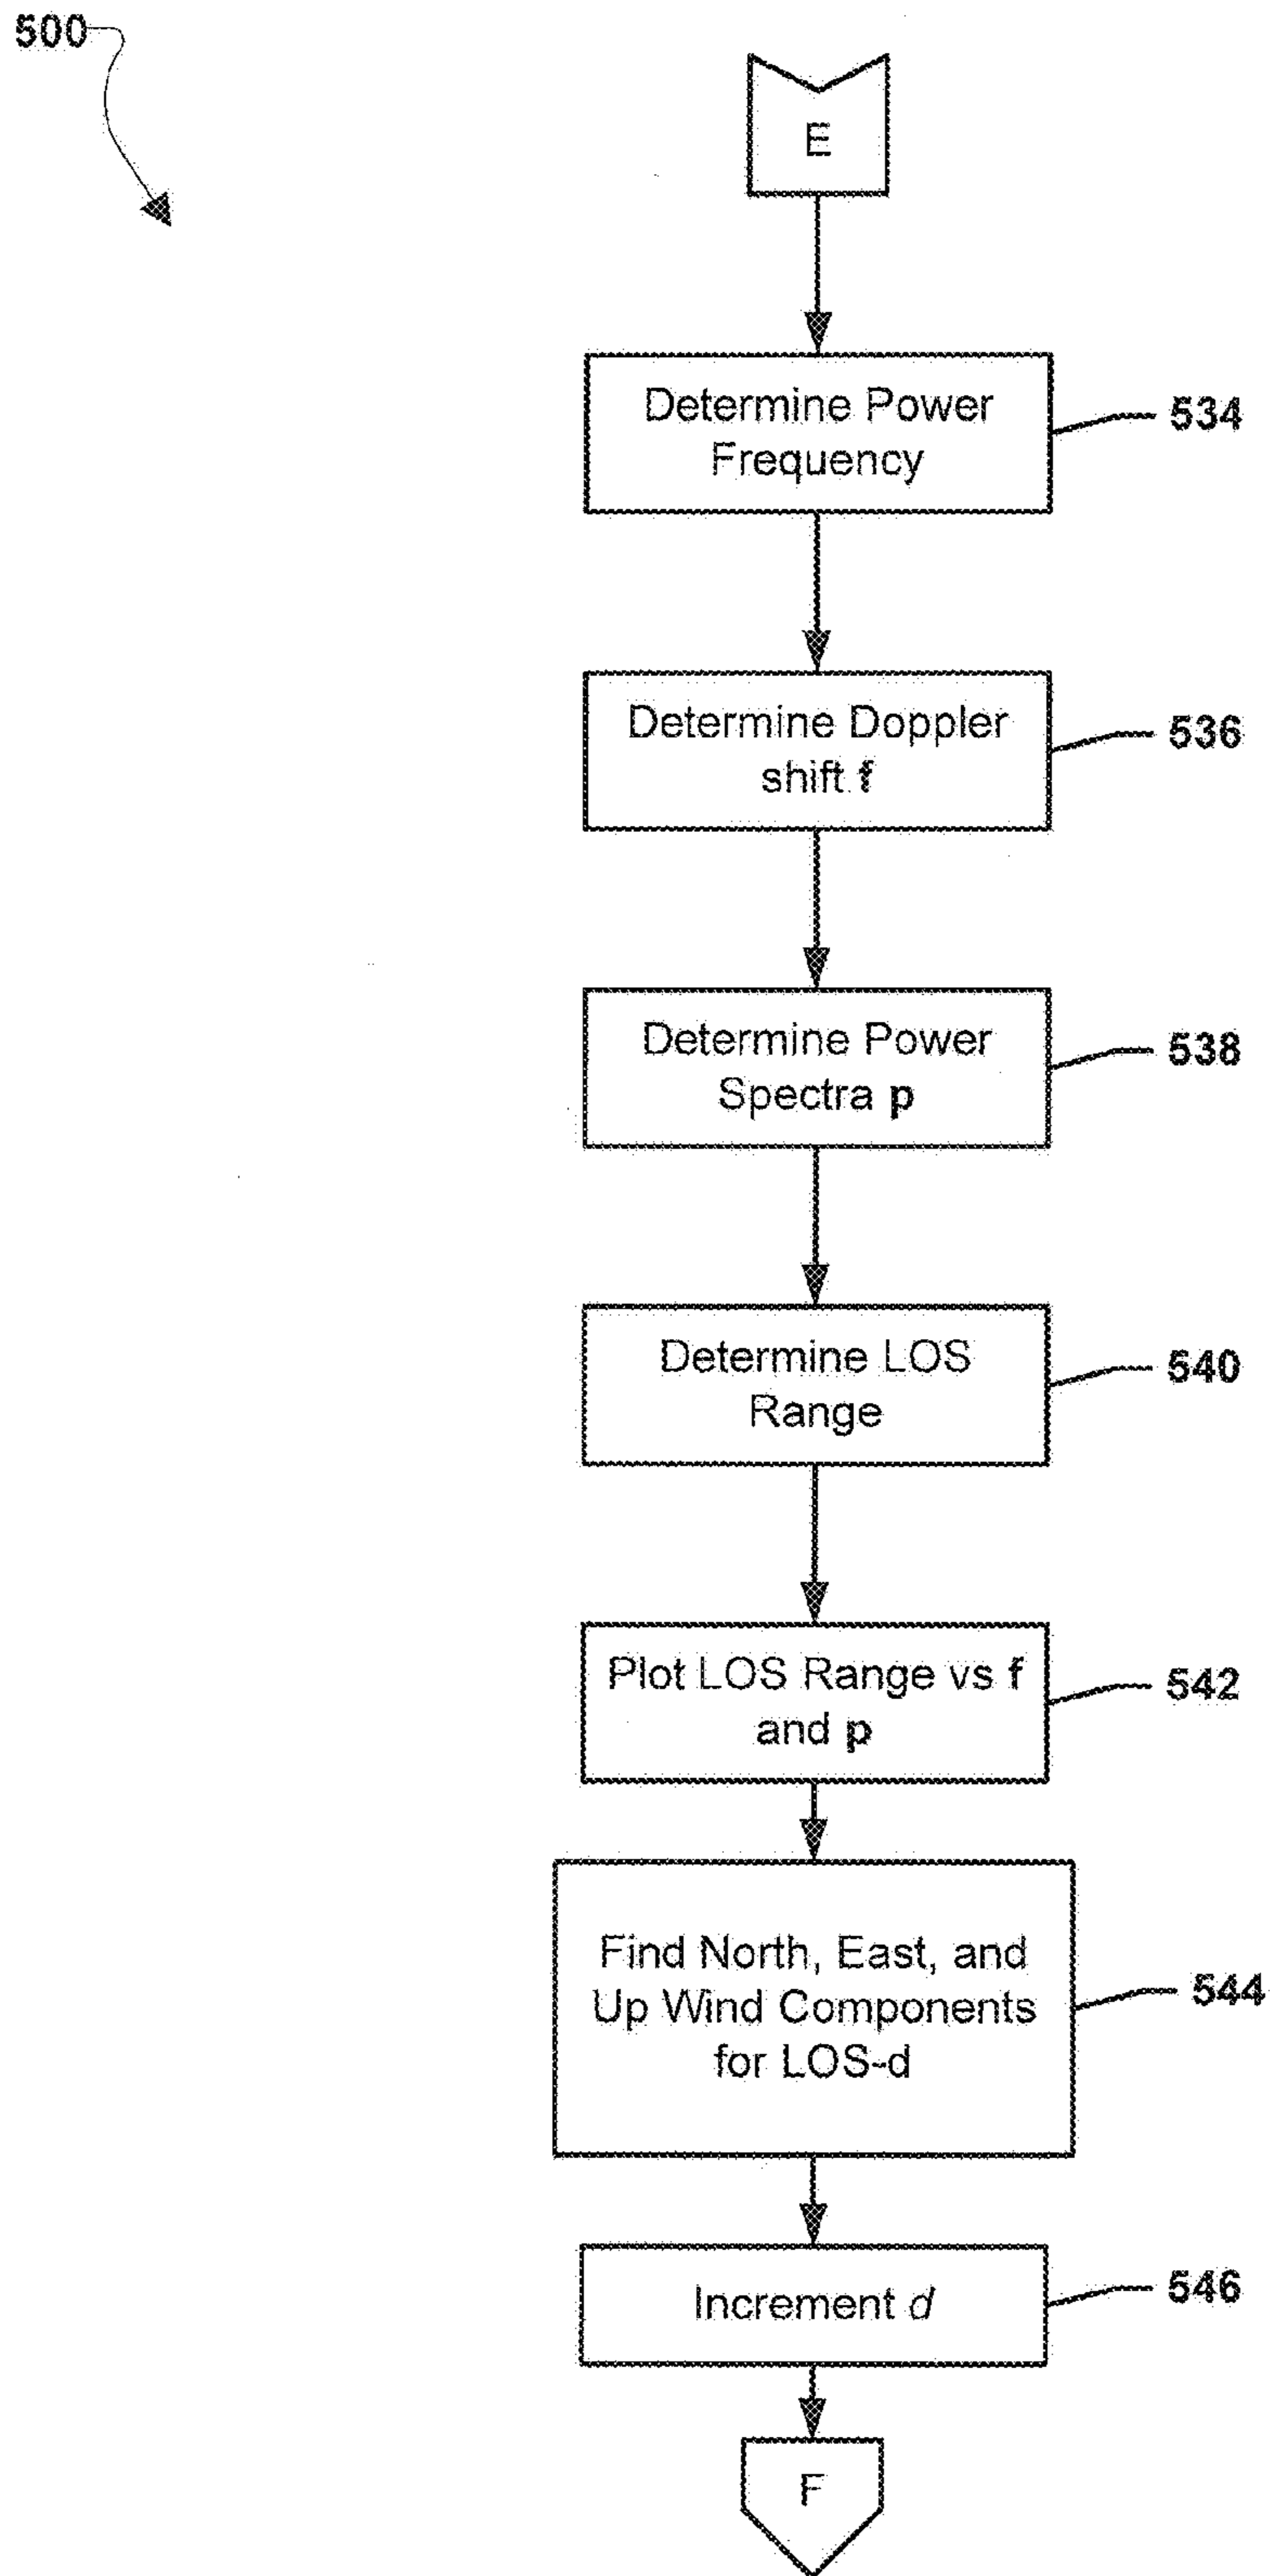 500
E
Determine Power
Frequency
534
Determine Doppler
shift f
536
Determine Power
Spectra p
538
Determine LOS
Range
540
Plot LOS Range vs f
and p
542
Find North, East, and
Up Wind Components
for LOS-d
544
Increment d
546
F